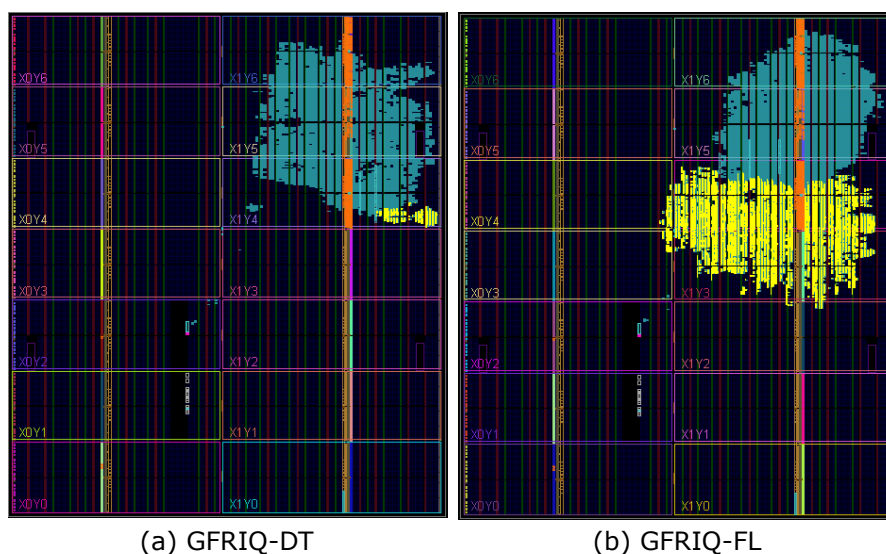 X0Y6 X1Y6 X0Y6 X1Y6
X0Y5 X1Y5 X0Y5 X1Y5
X0Y4 X1Y4 X0Y4 X1Y4
X0Y3 X1Y3 X0Y3 X1Y3
X0Y2 X1Y2 X0Y2 X1Y2
X0Y1 X1Y1 X0Y1 X1Y1
X0Y0 X1Y0 X0Y0 X1Y0
(a) GFRIQ-DT (b) GFRIQ-FL